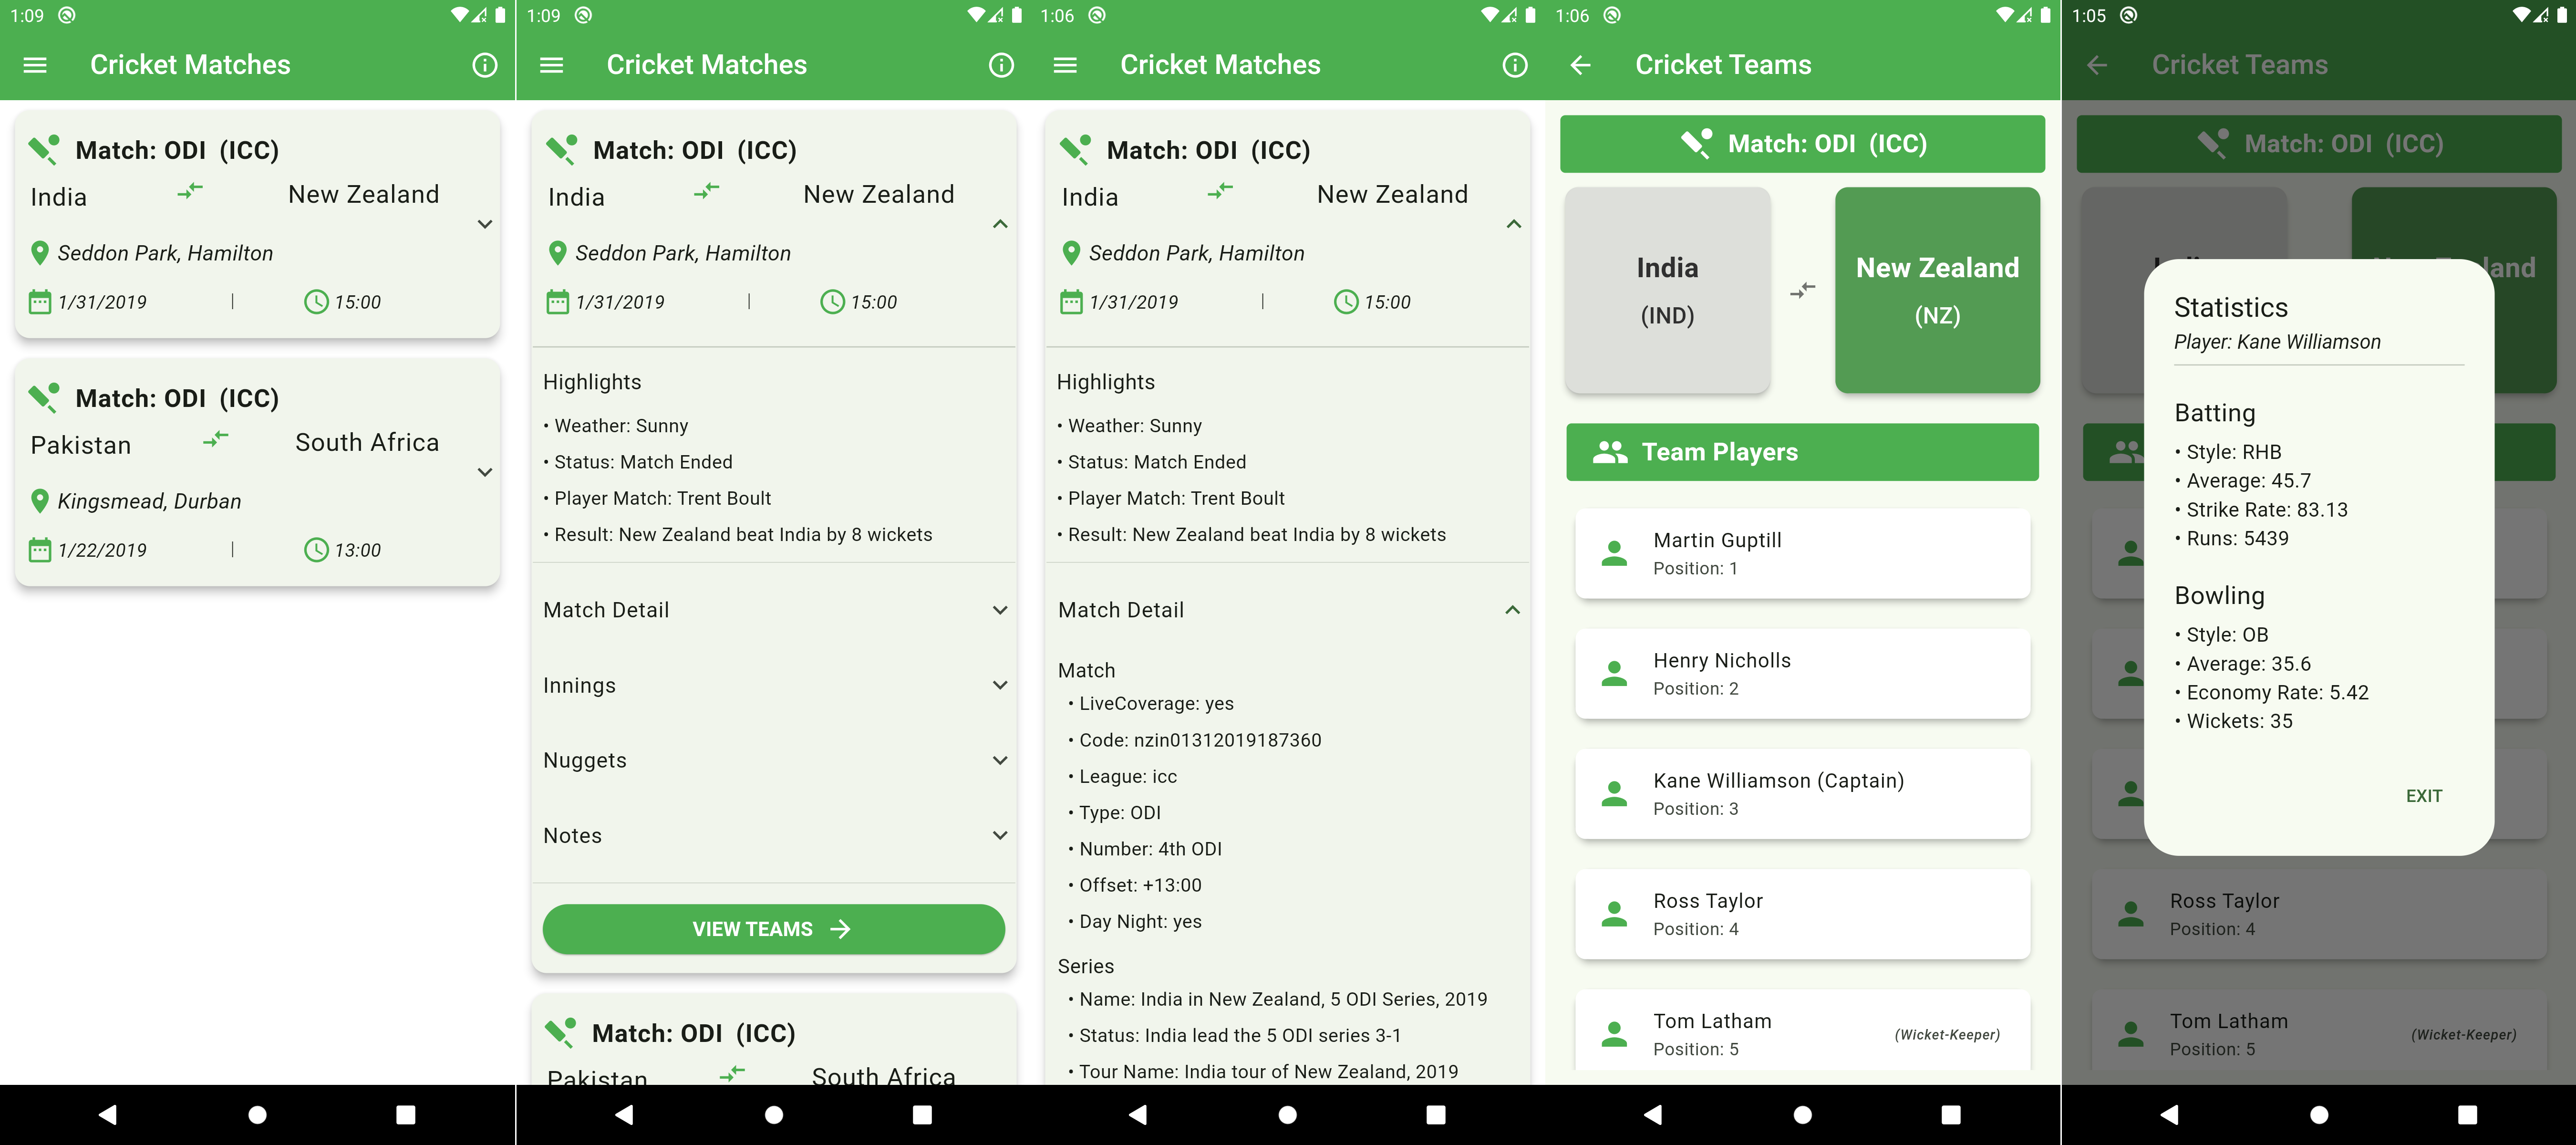 1:09
Cricket Matches
Match: ODI (ICC)
India New Zealand
Seddon Park, Hamilton
1/31/2019 | 15:00
Match: ODI (ICC)
Pakistan South Africa
Kingsmead, Durban
1/22/2019 | 13:00
1:09
Cricket Matches
Match: ODI (ICC)
India New Zealand
Seddon Park, Hamilton
1/31/2019 | 15:00
Highlights
• Weather: Sunny
• Status: Match Ended
• Player Match: Trent Boult
• Result: New Zealand beat India by 8 wickets
Match Detail
Innings
Nuggets
Notes
VIEW TEAMS
Match: ODI (ICC)
Pakistan South Africa
1:06
Cricket Matches
Match: ODI (ICC)
India New Zealand
Seddon Park, Hamilton
1/31/2019 | 15:00
Highlights
• Weather: Sunny
• Status: Match Ended
• Player Match: Trent Boult
• Result: New Zealand beat India by 8 wickets
Match Detail
Match
• LiveCoverage: yes
• Code: nzin01312019187360
• League: icc
• Type: ODI
• Number: 4th ODI
• Offset: +13:00
• Day Night: yes
Series
• Name: India in New Zealand, 5 ODI Series, 2019
• Status: India lead the 5 ODI series 3-1
• Tour Name: India tour of New Zealand, 2019
1:06
Cricket Teams
Match: ODI (ICC)
India
(IND)
New Zealand
(NZ)
Team Players
Martin Guptill
Position: 1
Henry Nicholls
Position: 2
Kane Williamson (Captain)
Position: 3
Ross Taylor
Position: 4
Tom Latham
Position: 5
(Wicket-Keeper)
1:05
Cricket Teams
Match: ODI (ICC)
land
Statistics
Player: Kane Williamson
Batting
• Style: RHB
• Average: 45.7
• Strike Rate: 83.13
• Runs: 5439
Bowling
• Style: OB
• Average: 35.6
• Economy Rate: 5.42
• Wickets: 35
EXIT
Ross Taylor
Position: 4
Tom Latham
Position: 5
(Wicket-Keeper)